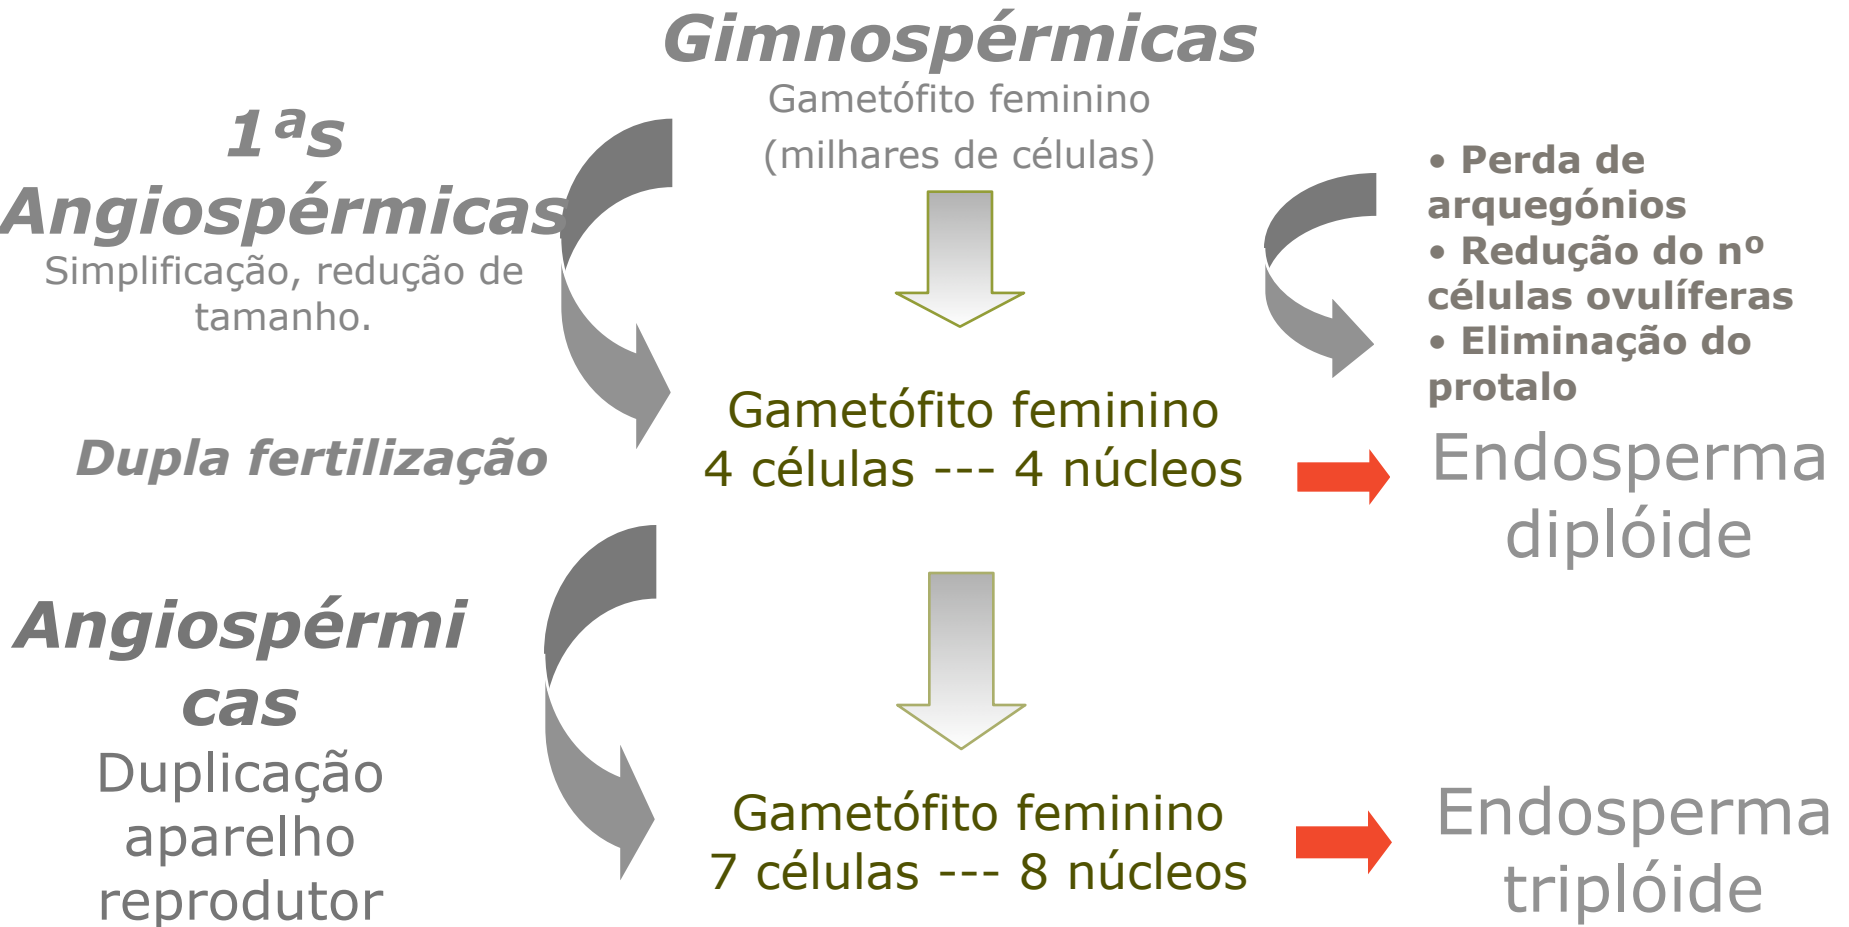 Gimnospérmicas
Gametófito feminino
(milhares de células)
1ªs
Angiospérmicas
Simplificação, redução de
tamanho.
• Perda de
arquegónios
• Redução do nº
células ovulíferas
• Eliminação do
protalo
Dupla fertilização
Gametófito feminino
4 células --- 4 núcleos
Endosperma
diplóide
Angiospérmi
cas
Duplicação
aparelho
reprodutor
Gametófito feminino
7 células --- 8 núcleos
Endosperma
triplóide